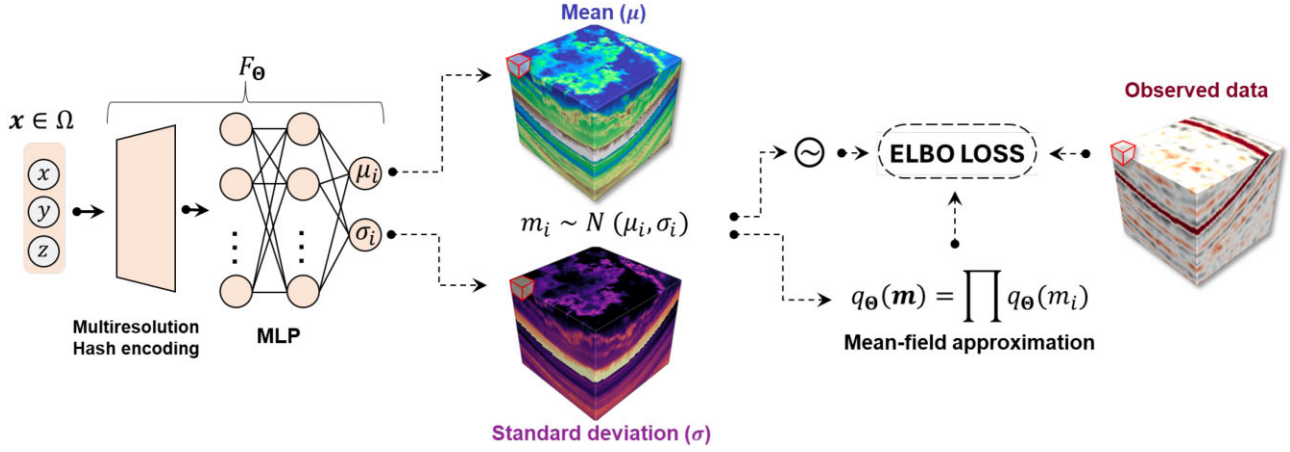 Mean (μ)
F_Θ
x ∈ Ω
x
y
z
μ_i
σ_i
Multiresolution
Hash encoding
MLP
m_i ∼ N (μ_i, σ_i)
Standard deviation (σ)
∼
ELBO LOSS
Observed data
q_Θ(m) = ∏ q_Θ(m_i)
Mean-field approximation